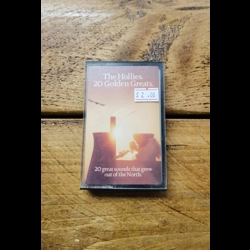 The Hollies.
20 Golden Greats.
20 great sounds that grew
out of the North.